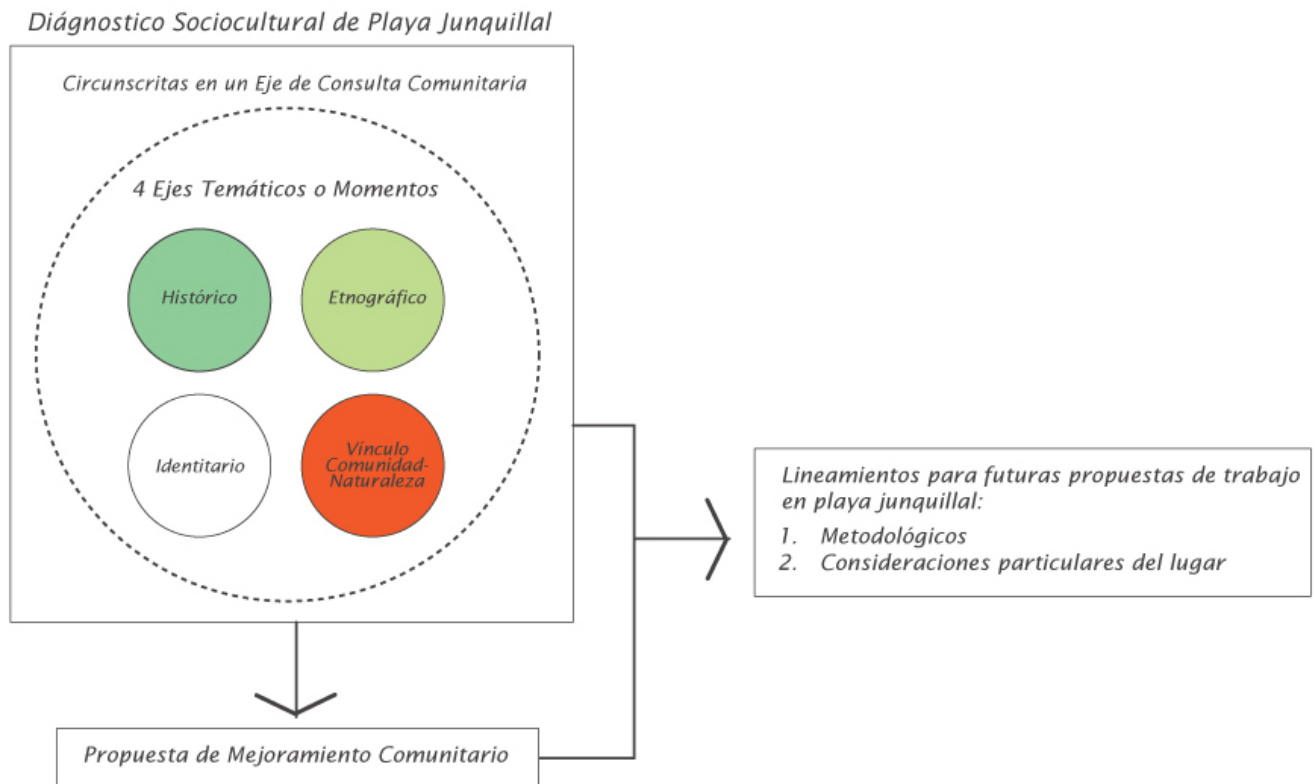 Diágnostico Sociocultural de Playa Junquillal
Circunscritas en un Eje de Consulta Comunitaria
4 Ejes Temáticos o Momentos
Histórico
Etnográfico
Identitario
Vínculo
Comunidad-
Naturaleza
Propuesta de Mejoramiento Comunitario
Lineamientos para futuras propuestas de trabajo
en playa junquillal:
1. Metodológicos
2. Consideraciones particulares del lugar